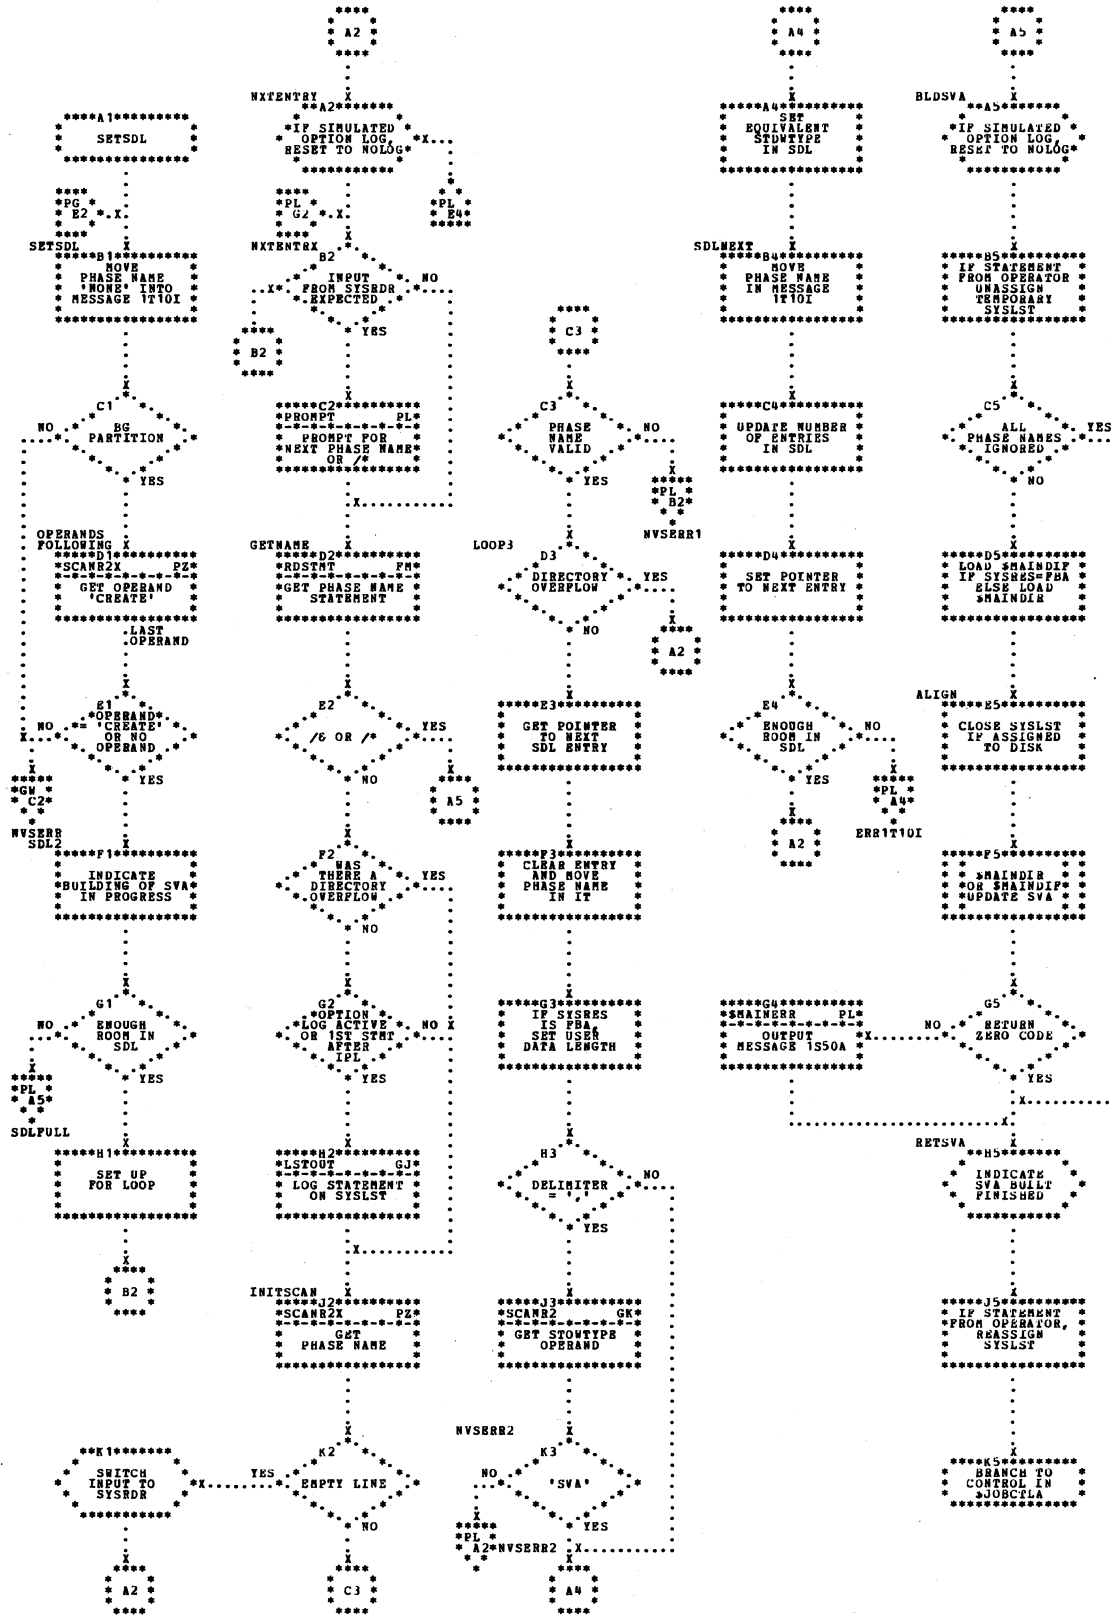 A2
A4
A5
NXTENTRY
BLDSVA
A1
SETSDL
A2
IF SIMULATED
OPTION LOG,
RESET TO NOLOG
A4
SET
EQUIVALENT
STOWTYPE
IN SDL
A5
IF SIMULATED
OPTION LOG,
RESET TO NOLOG
PG
E2
PL
G2
PL
E4
SETSDL
NXTENTRX
SDLNEXT
B1
MOVE
PHASE NAME
'NONE' INTO
MESSAGE 1T10I
B2
INPUT
FROM SYSRDR
EXPECTED
NO
YES
B2
B4
MOVE
PHASE NAME
IN MESSAGE
1T10I
B5
IF STATEMENT
FROM OPERATOR
UNASSIGN
TEMPORARY
SYSLST
C3
C1
BG
PARTITION
NO
YES
C2
PROMPT PL
PROMPT FOR
NEXT PHASE NAME
OR /*
C3
PHASE
NAME
VALID
NO
YES
PL
B2
NVSERR1
C4
UPDATE NUMBER
OF ENTRIES
IN SDL
C5
ALL
PHASE NAMES
IGNORED
YES
NO
OPERANDS
FOLLOWING
D1
SCANR2X PZ
GET OPERAND
'CREATE'
LAST
OPERAND
GETNAME
D2
RDSTMT FM
GET PHASE NAME
STATEMENT
LOOP3
D3
DIRECTORY
OVERFLOW
YES
NO
A2
D4
SET POINTER
TO NEXT ENTRY
D5
LOAD $MAINDIF
IF SYSRES=FBA
ELSE LOAD
$MAINDIR
E1
OPERAND
= 'CREATE'
OR NO
OPERAND
NO
YES
GW
C2
NVSERR
SDL2
E2
/& OR /*
YES
NO
A5
E3
GET POINTER
TO NEXT
SDL ENTRY
E4
ENOUGH
ROOM IN
SDL
NO
YES
PL
A4
ERR1T10I
A2
ALIGN
E5
CLOSE SYSLST
IF ASSIGNED
TO DISK
F1
INDICATE
BUILDING OF SVA
IN PROGRESS
F2
WAS
THERE A
DIRECTORY
OVERFLOW
YES
NO
F3
CLEAR ENTRY
AND MOVE
PHASE NAME
IN IT
F5
$MAINDIR
OR $MAINDIF
UPDATE SVA
G1
ENOUGH
ROOM IN
SDL
NO
YES
PL
A5
SDLFULL
G2
OPTION
LOG ACTIVE
OR 1ST STMT
AFTER
IPL
NO
YES
G3
IF SYSRES
IS FBA,
SET USER
DATA LENGTH
G4
$MAINERR PL
OUTPUT
MESSAGE 1S50A
G5
RETURN
ZERO CODE
NO
YES
H1
SET UP
FOR LOOP
B2
H2
LSTOUT GJ
LOG STATEMENT
ON SYSLST
H3
DELIMITER
= ','
NO
YES
RETSVA
H5
INDICATE
SVA BUILT
FINISHED
INITSCAN
J2
SCANR2X PZ
GET
PHASE NAME
J3
SCANR2 GK
GET STOWTYPE
OPERAND
J5
IF STATEMENT
FROM OPERATOR,
REASSIGN
SYSLST
K1
SWITCH
INPUT TO
SYSRDR
A2
K2
EMPTY LINE
YES
NO
C3
NVSERR2
K3
'SVA'
NO
YES
PL
A2
NVSERR2
A4
K5
BRANCH TO
CONTROL IN
$JOBCTLA